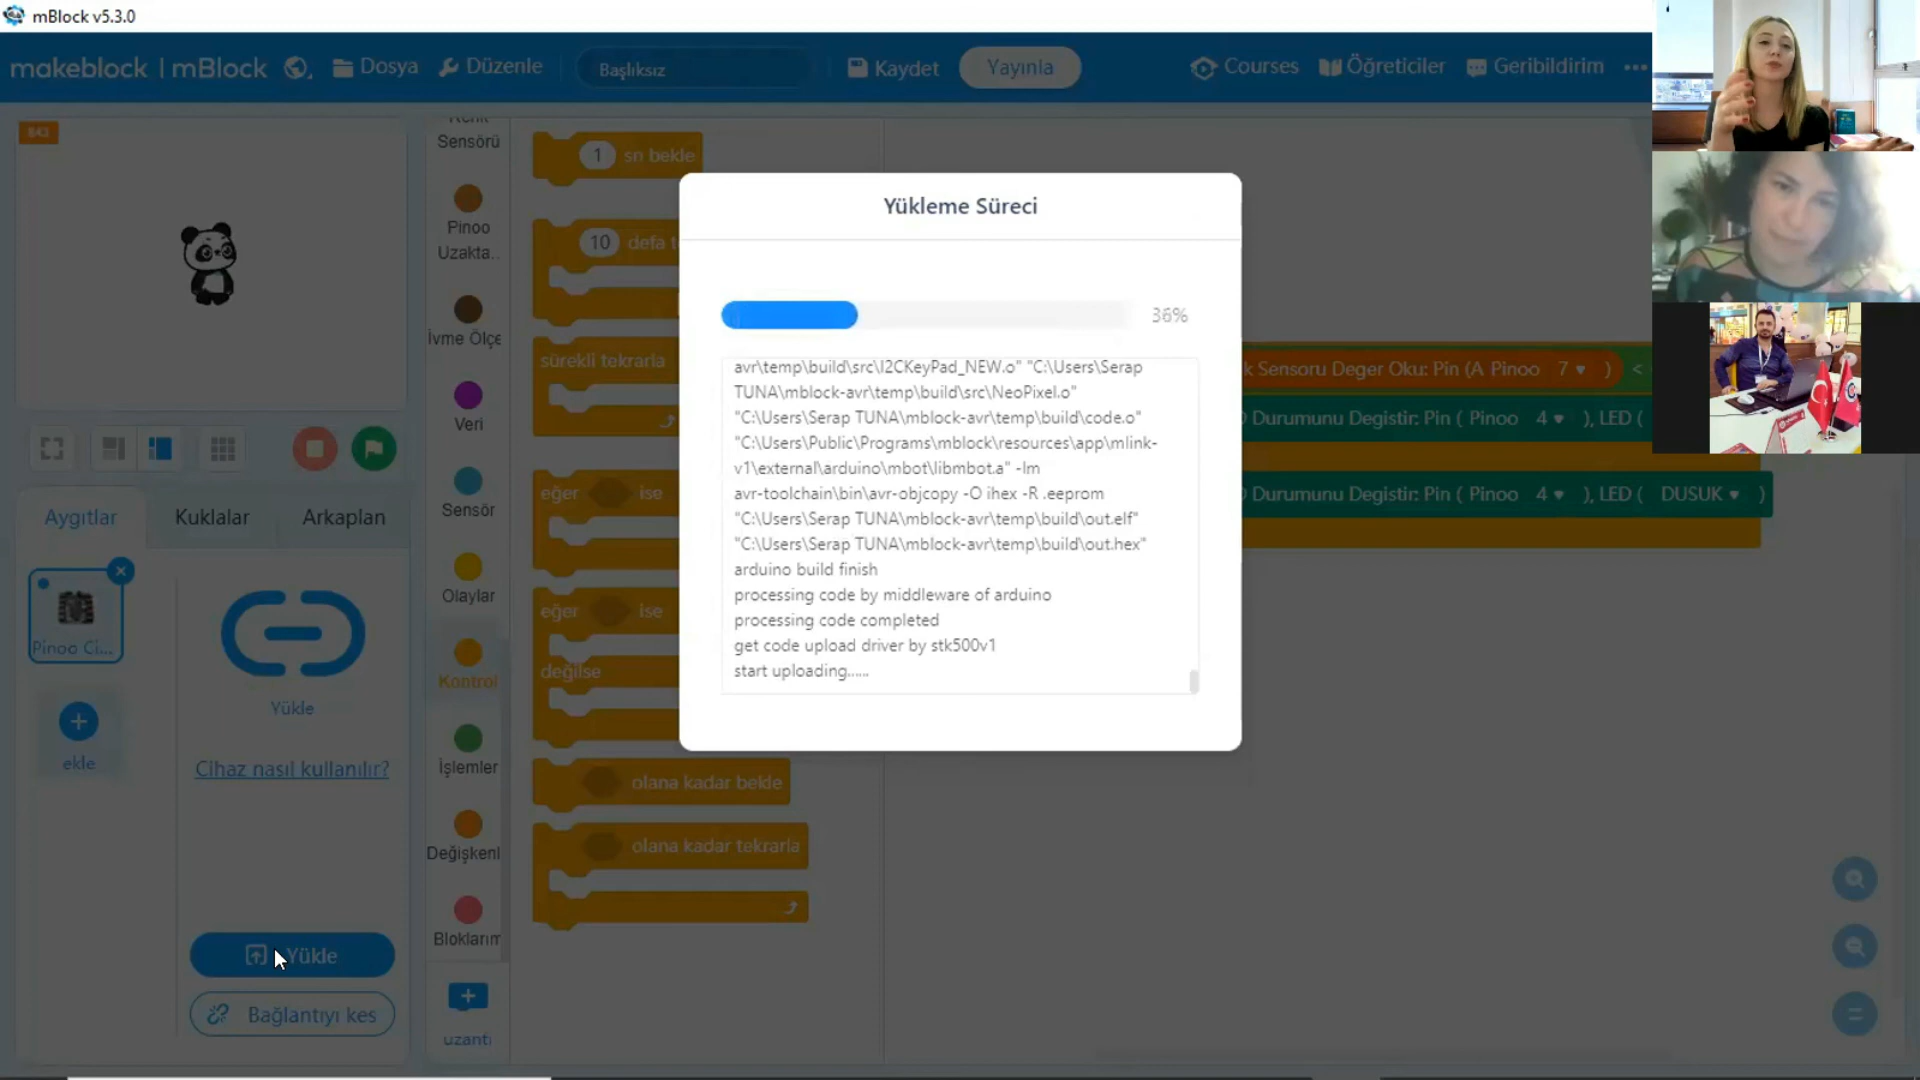 mBlock v5.3.0
makeblock | mBlock
Dosya
Düzenle
Başlıksız
Kaydet
Yayınla
Courses
Öğreticiler
Geribildirim
843
Sensörü
Pinoo
Uzakta..
İvme Ölçe
Veri
Sensör
Olaylar
Kontrol
İşlemler
Değişkenl
Bloklarım
uzantı
Aygıtlar
Kuklalar
Arkaplan
Pinoo Ci...
ekle
Yükle
Cihaz nasıl kullanılır?
Yükle
Bağlantıyı kes
1 sn bekle
10 defa t
sürekli tekrarla
eğer ise
eğer ise
değilse
olana kadar bekle
olana kadar tekrarla
Yükleme Süreci
36%
avr\temp\build\src\I2CKeyPad_NEW.o" "C:\Users\Serap
TUNA\mblock-avr\temp\build\src\NeoPixel.o"
"C:\Users\Serap TUNA\mblock-avr\temp\build\code.o"
"C:\Users\Public\Programs\mblock\resources\app\mlink-
v1\external\arduino\mbot\libmbot.a" -lm
avr-toolchain\bin\avr-objcopy -O ihex -R .eeprom
"C:\Users\Serap TUNA\mblock-avr\temp\build\out.elf"
"C:\Users\Serap TUNA\mblock-avr\temp\build\out.hex"
arduino build finish
processing code by middleware of arduino
processing code completed
get code upload driver by stk500v1
start uploading......
k Sensoru Deger Oku: Pin (A Pinoo 7 ) <
Durumunu Degistir: Pin ( Pinoo 4 ), LED (
Durumunu Degistir: Pin ( Pinoo 4 ), LED ( DUSUK )